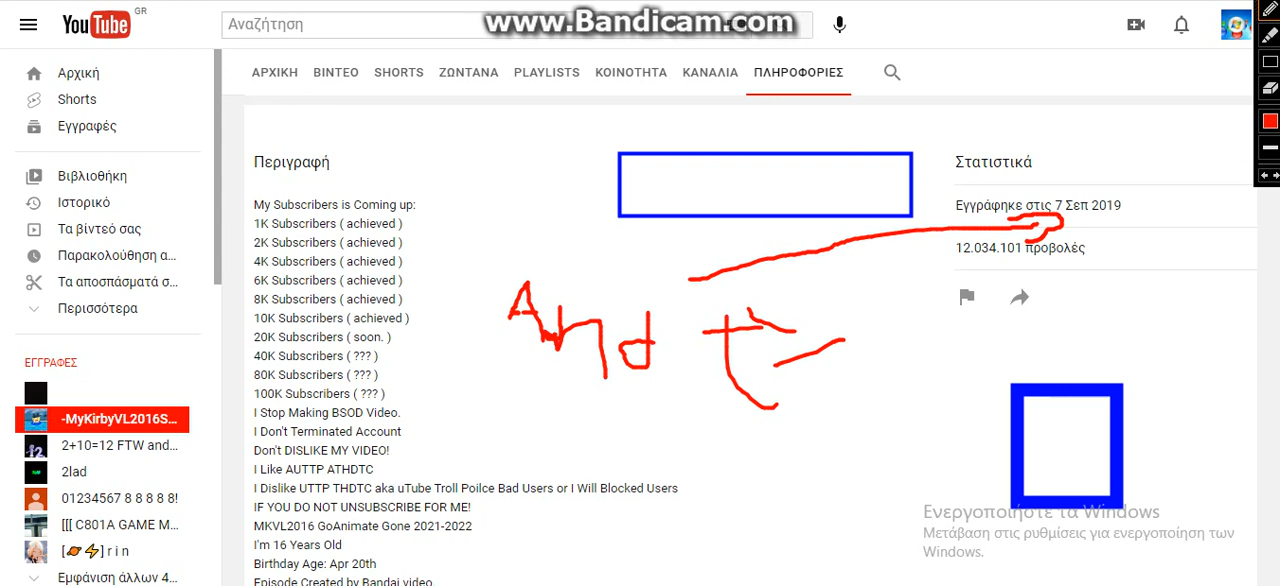 www.Bandicam.com
YouTube GR
Αναζήτηση
ΑΡΧΙΚΗ ΒΙΝΤΕΟ SHORTS ΖΩΝΤΑΝΑ PLAYLISTS ΚΟΙΝΟΤΗΤΑ ΚΑΝΑΛΙΑ ΠΛΗΡΟΦΟΡΙΕΣ
Αρχική
Shorts
Εγγραφές
Βιβλιοθήκη
Ιστορικό
Τα βίντεό σας
Παρακολούθηση α...
Τα αποσπάσματά σ...
Περισσότερα
ΕΓΓΡΑΦΕΣ
-MyKirbyVL2016S...
2+10=12 FTW and...
2lad
01234567 8 8 8 8 8!
[[[ C801A GAME M...
[🪐⚡] r i n
Εμφάνιση άλλων 4...
Περιγραφή
My Subscribers is Coming up:
1K Subscribers ( achieved )
2K Subscribers ( achieved )
4K Subscribers ( achieved )
6K Subscribers ( achieved )
8K Subscribers ( achieved )
10K Subscribers ( achieved )
20K Subscribers ( soon. )
40K Subscribers ( ??? )
80K Subscribers ( ??? )
100K Subscribers ( ??? )
I Stop Making BSOD Video.
I Don't Terminated Account
Don't DISLIKE MY VIDEO!
I Like AUTTP ATHDTC
I Dislike UTTP THDTC aka uTube Troll Poilce Bad Users or I Will Blocked Users
IF YOU DO NOT UNSUBSCRIBE FOR ME!
MKVL2016 GoAnimate Gone 2021-2022
I'm 16 Years Old
Birthday Age: Apr 20th
Episode Created by Bandai video
And
Στατιστικά
Εγγράφηκε στις 7 Σεπ 2019
12.034.101 προβολές
Ενεργοποιήστε τα Windows
Μετάβαση στις ρυθμίσεις για ενεργοποίηση των
Windows.